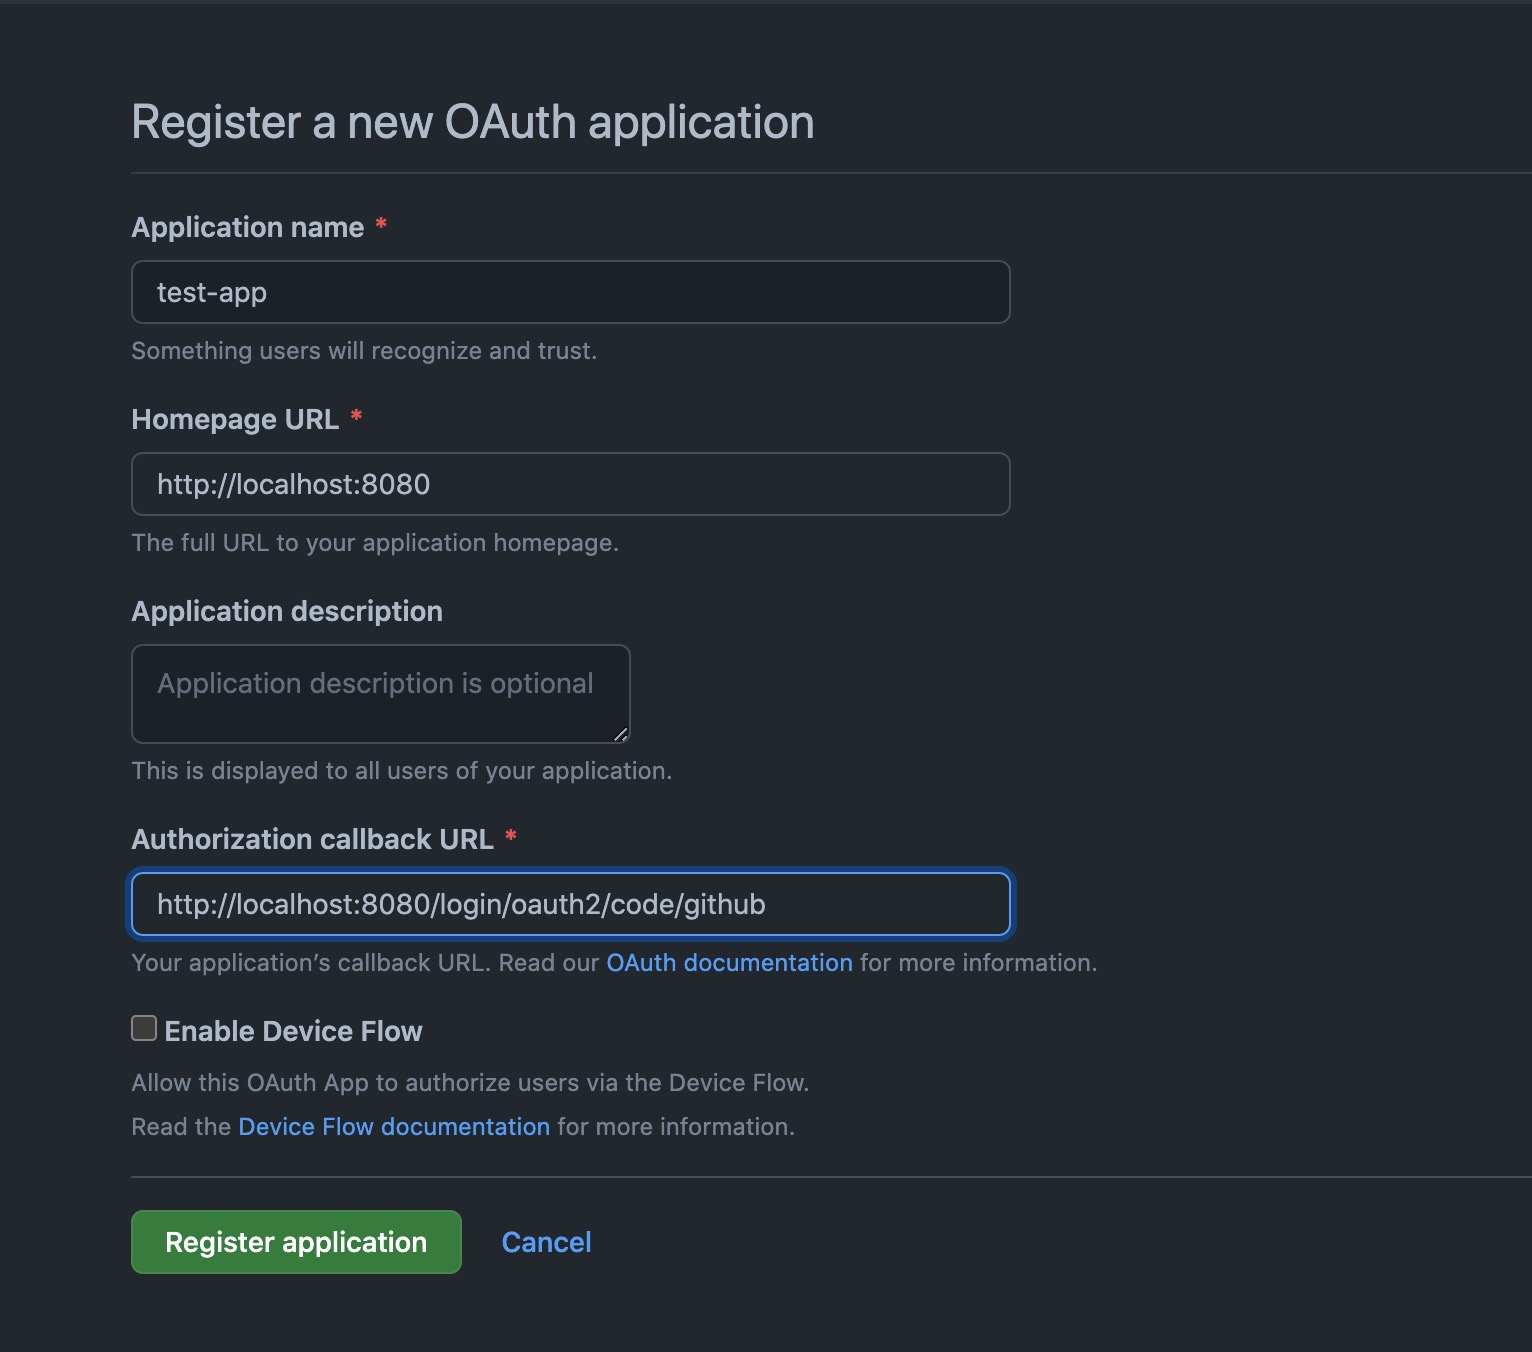 Register a new OAuth application
Application name *
test-app
Something users will recognize and trust.
Homepage URL *
http://localhost:8080
The full URL to your application homepage.
Application description
Application description is optional
This is displayed to all users of your application.
Authorization callback URL *
http://localhost:8080/login/oauth2/code/github
Your application’s callback URL. Read our OAuth documentation for more information.
Enable Device Flow
Allow this OAuth App to authorize users via the Device Flow.
Read the Device Flow documentation for more information.
Register application Cancel